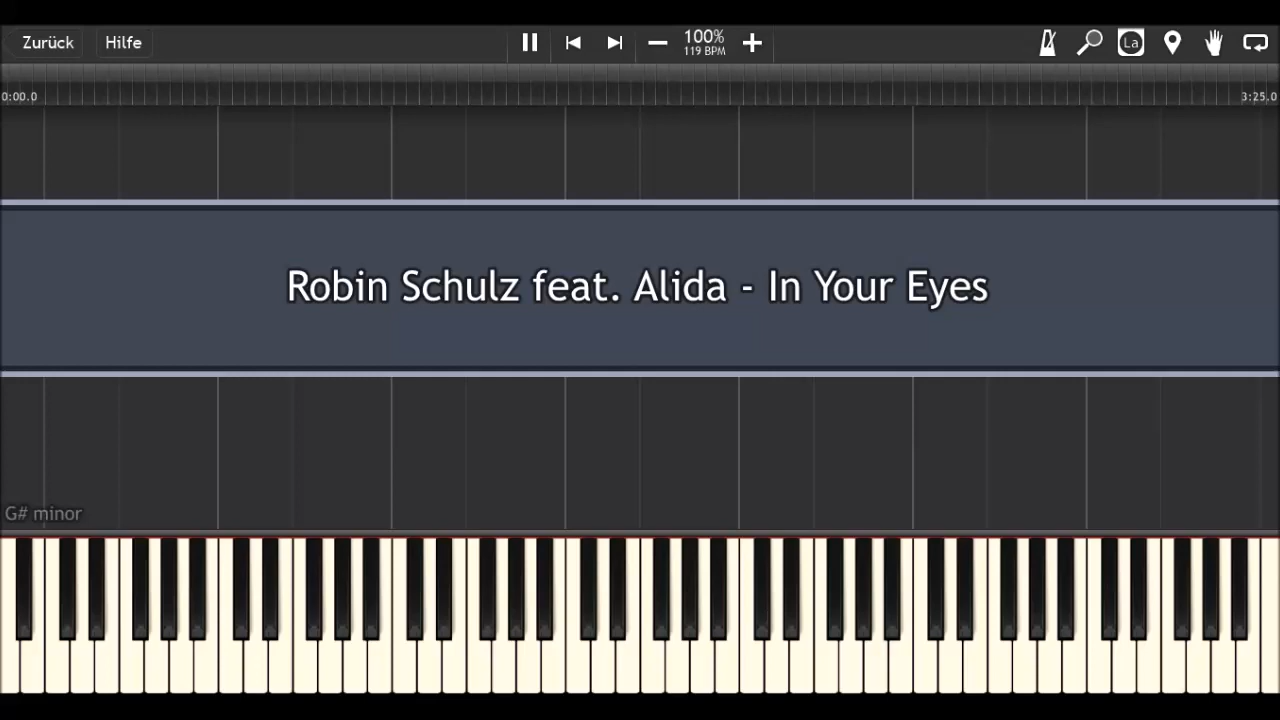 Zurück Hilfe 100% La
119 BPM
0:00.0 3:25.0
Robin Schulz feat. Alida - In Your Eyes
G# minor